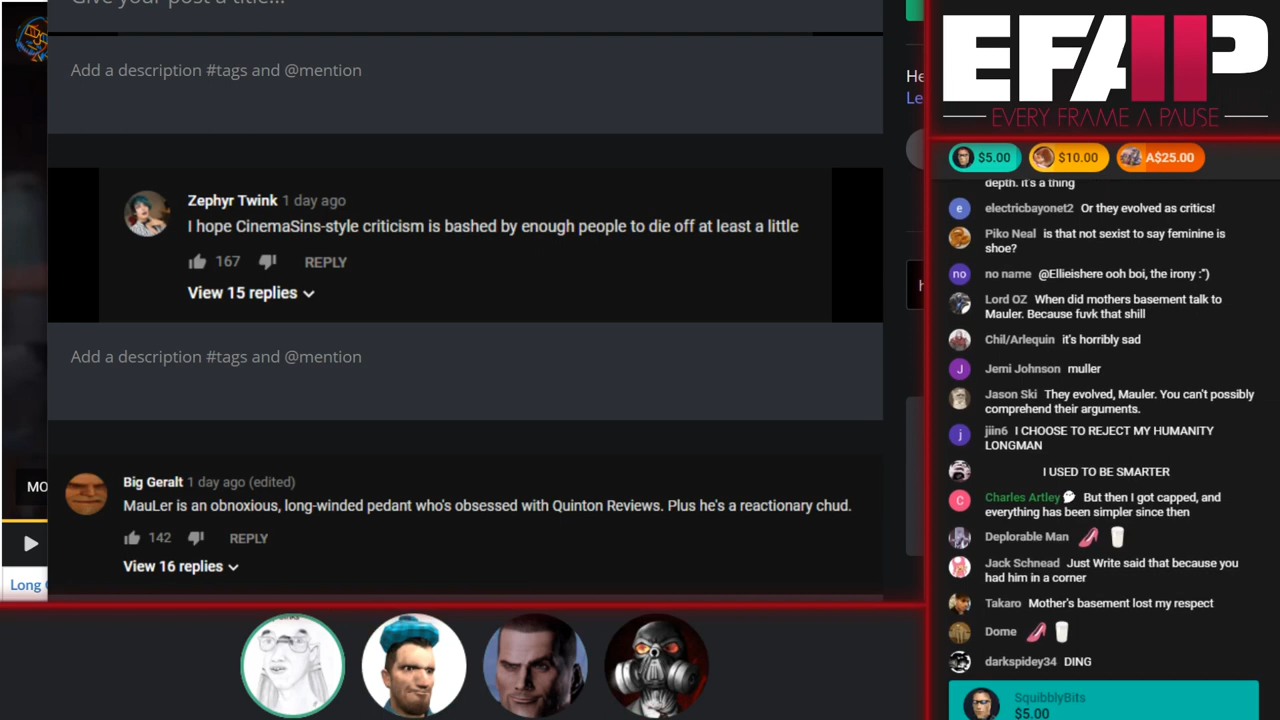 Give your post a title...
Add a description #tags and @mention
Zephyr Twink 1 day ago
I hope CinemaSins-style criticism is bashed by enough people to die off at least a little
167 REPLY
View 15 replies
Add a description #tags and @mention
Big Geralt 1 day ago (edited)
MauLer is an obnoxious, long-winded pedant who's obsessed with Quinton Reviews. Plus he's a reactionary chud.
142 REPLY
View 16 replies
He
Le
h
MO
Long
EFAP
EVERY FRAME A PAUSE
$5.00 $10.00 A$25.00
depth. it's a thing
e electricbayonet2 Or they evolved as critics!
Piko Neal is that not sexist to say feminine is
shoe?
no no name @Ellieishere ooh boi, the irony :")
Lord OZ When did mothers basement talk to
Mauler. Because fuvk that shill
Chil/Arlequin it's horribly sad
J Jemi Johnson muller
Jason Ski They evolved, Mauler. You can't possibly
comprehend their arguments.
j jiin6 I CHOOSE TO REJECT MY HUMANITY
LONGMAN
I USED TO BE SMARTER
C Charles Artley But then I got capped, and
everything has been simpler since then
Deplorable Man 👠 🥛
Jack Schnead Just Write said that because you
had him in a corner
Takaro Mother's basement lost my respect
Dome 👠 🥛
darkspidey34 DING
SquibblyBits
$5.00